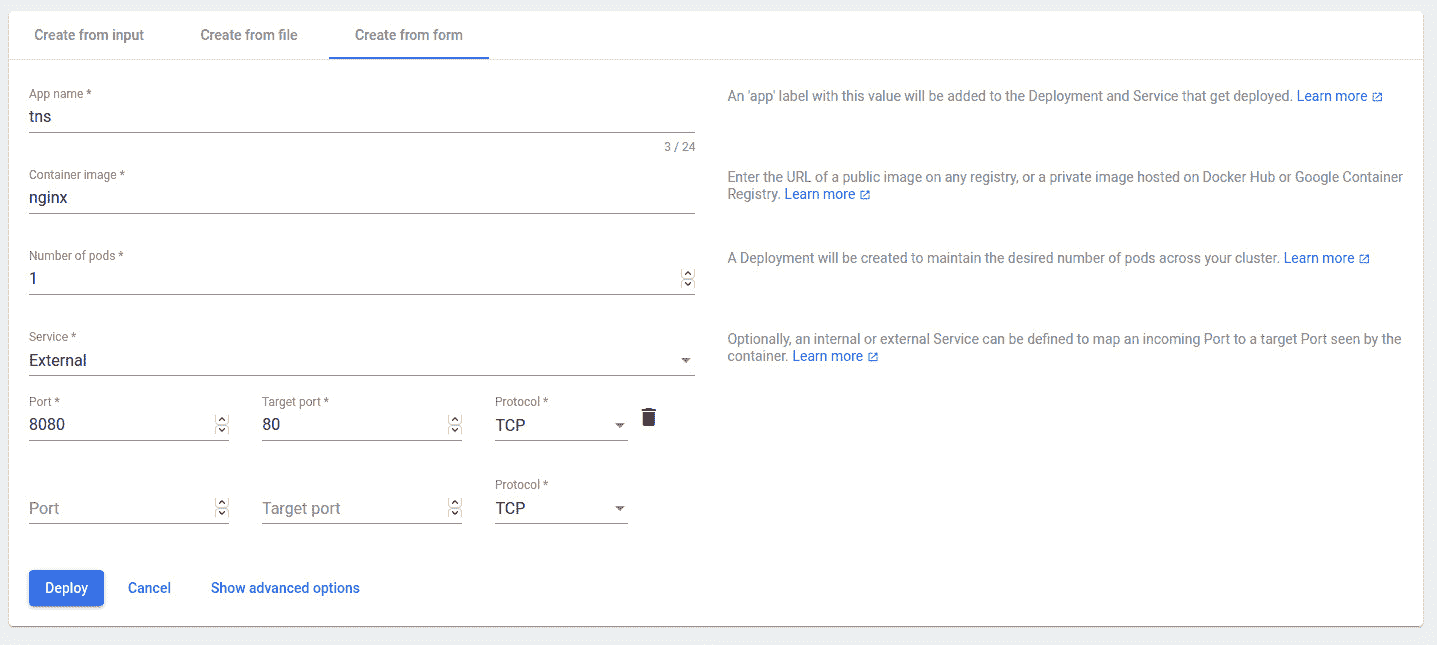 Create from input Create from file Create from form
App name *
An 'app' label with this value will be added to the Deployment and Service that get deployed. Learn more
tns
3 / 24
Container image *
Enter the URL of a public image on any registry, or a private image hosted on Docker Hub or Google Container
Registry. Learn more
nginx
Number of pods *
A Deployment will be created to maintain the desired number of pods across your cluster. Learn more
1
Service *
Optionally, an internal or external Service can be defined to map an incoming Port to a target Port seen by the
container. Learn more
External
Port * Target port * Protocol *
8080 80 TCP
Protocol *
Port Target port TCP
Deploy Cancel Show advanced options